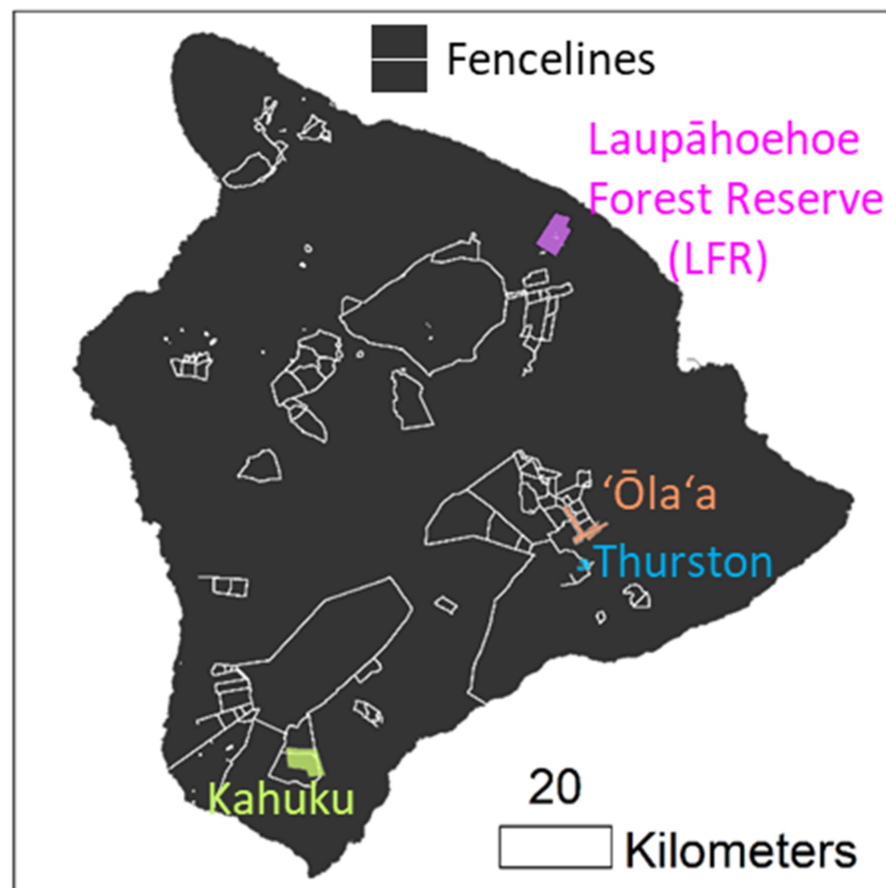 Fencelines
Laupāhoehoe
Forest Reserve
(LFR)
ʻŌlaʻa
Thurston
Kahuku
20
Kilometers